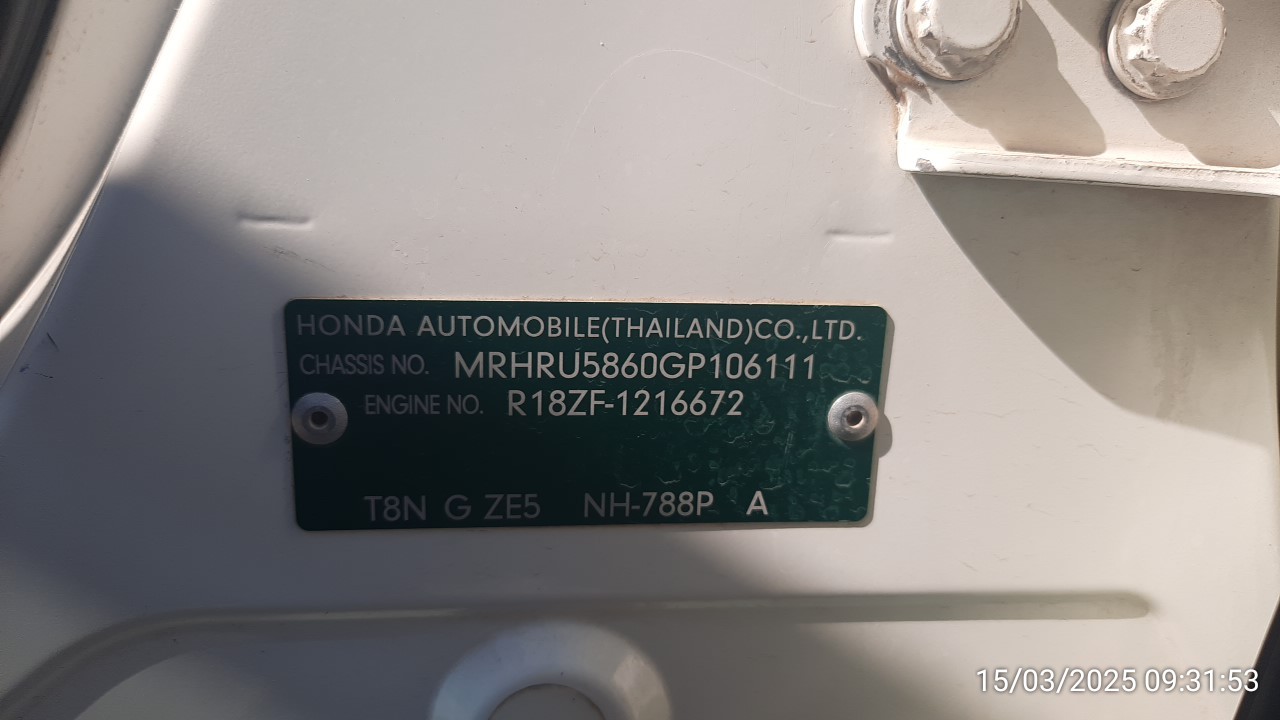 HONDA AUTOMOBILE(THAILAND)CO.,LTD.
CHASSIS NO. MRHRU5860GP106111
ENGINE NO. R18ZF-1216672
T8N G ZE5 NH-788P A
15/03/2025 09:31:53